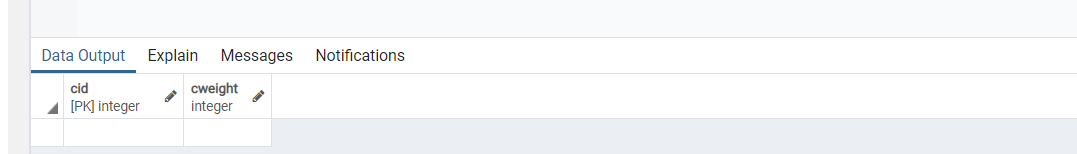 Data Output Explain Messages Notifications
cid cweight
[PK] integer integer